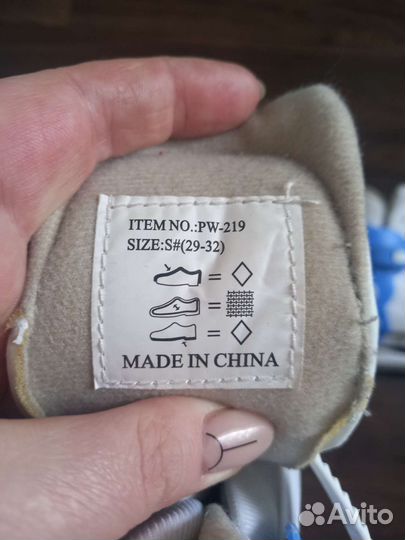 ITEM NO.:PW-219
SIZE:S#(29-32)
=
=
=
MADE IN CHINA
Avito